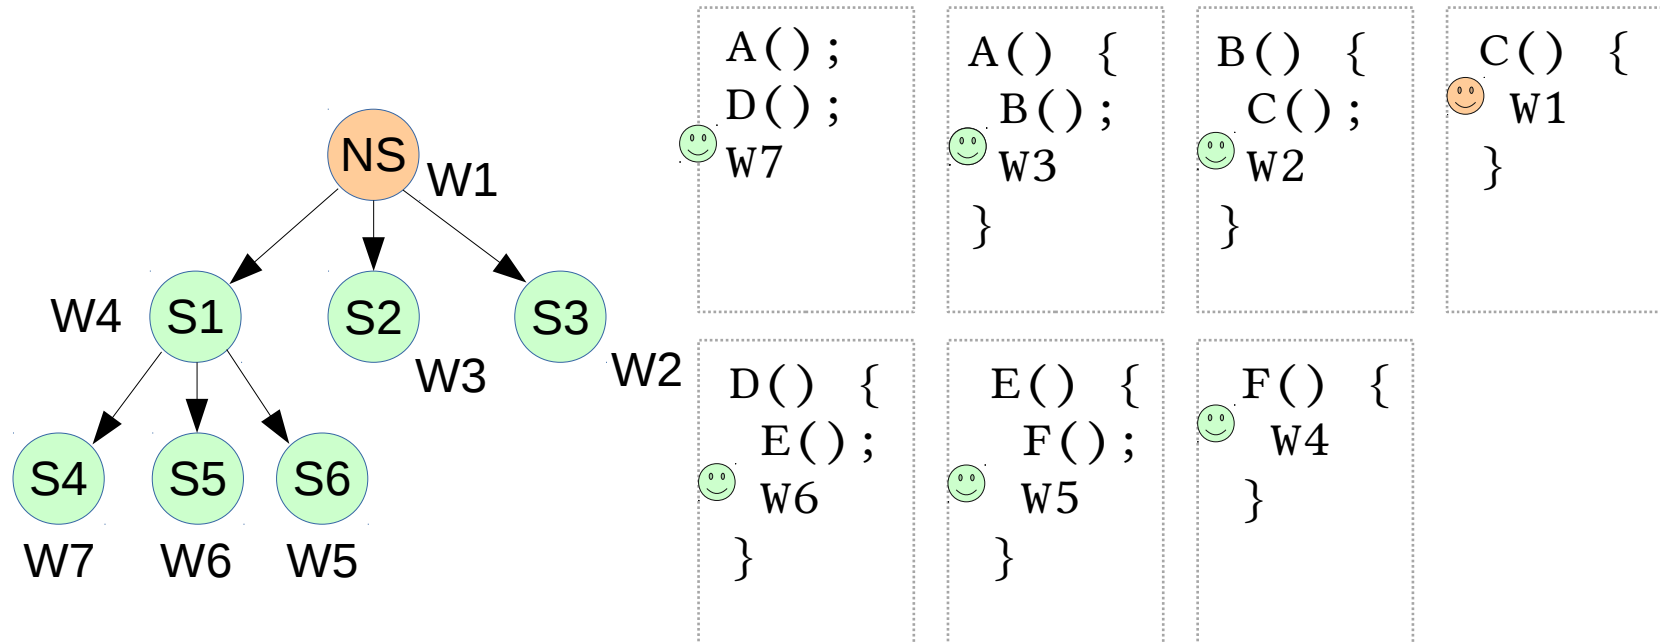 NS
W1
W4
S1
S2
S3
W3
W2
S4
S5
S6
W7
W6
W5
A();
D();
W7
A() {
B();
W3
}
B() {
C();
W2
}
C() {
W1
}
D() {
E();
W6
}
E() {
F();
W5
}
F() {
W4
}